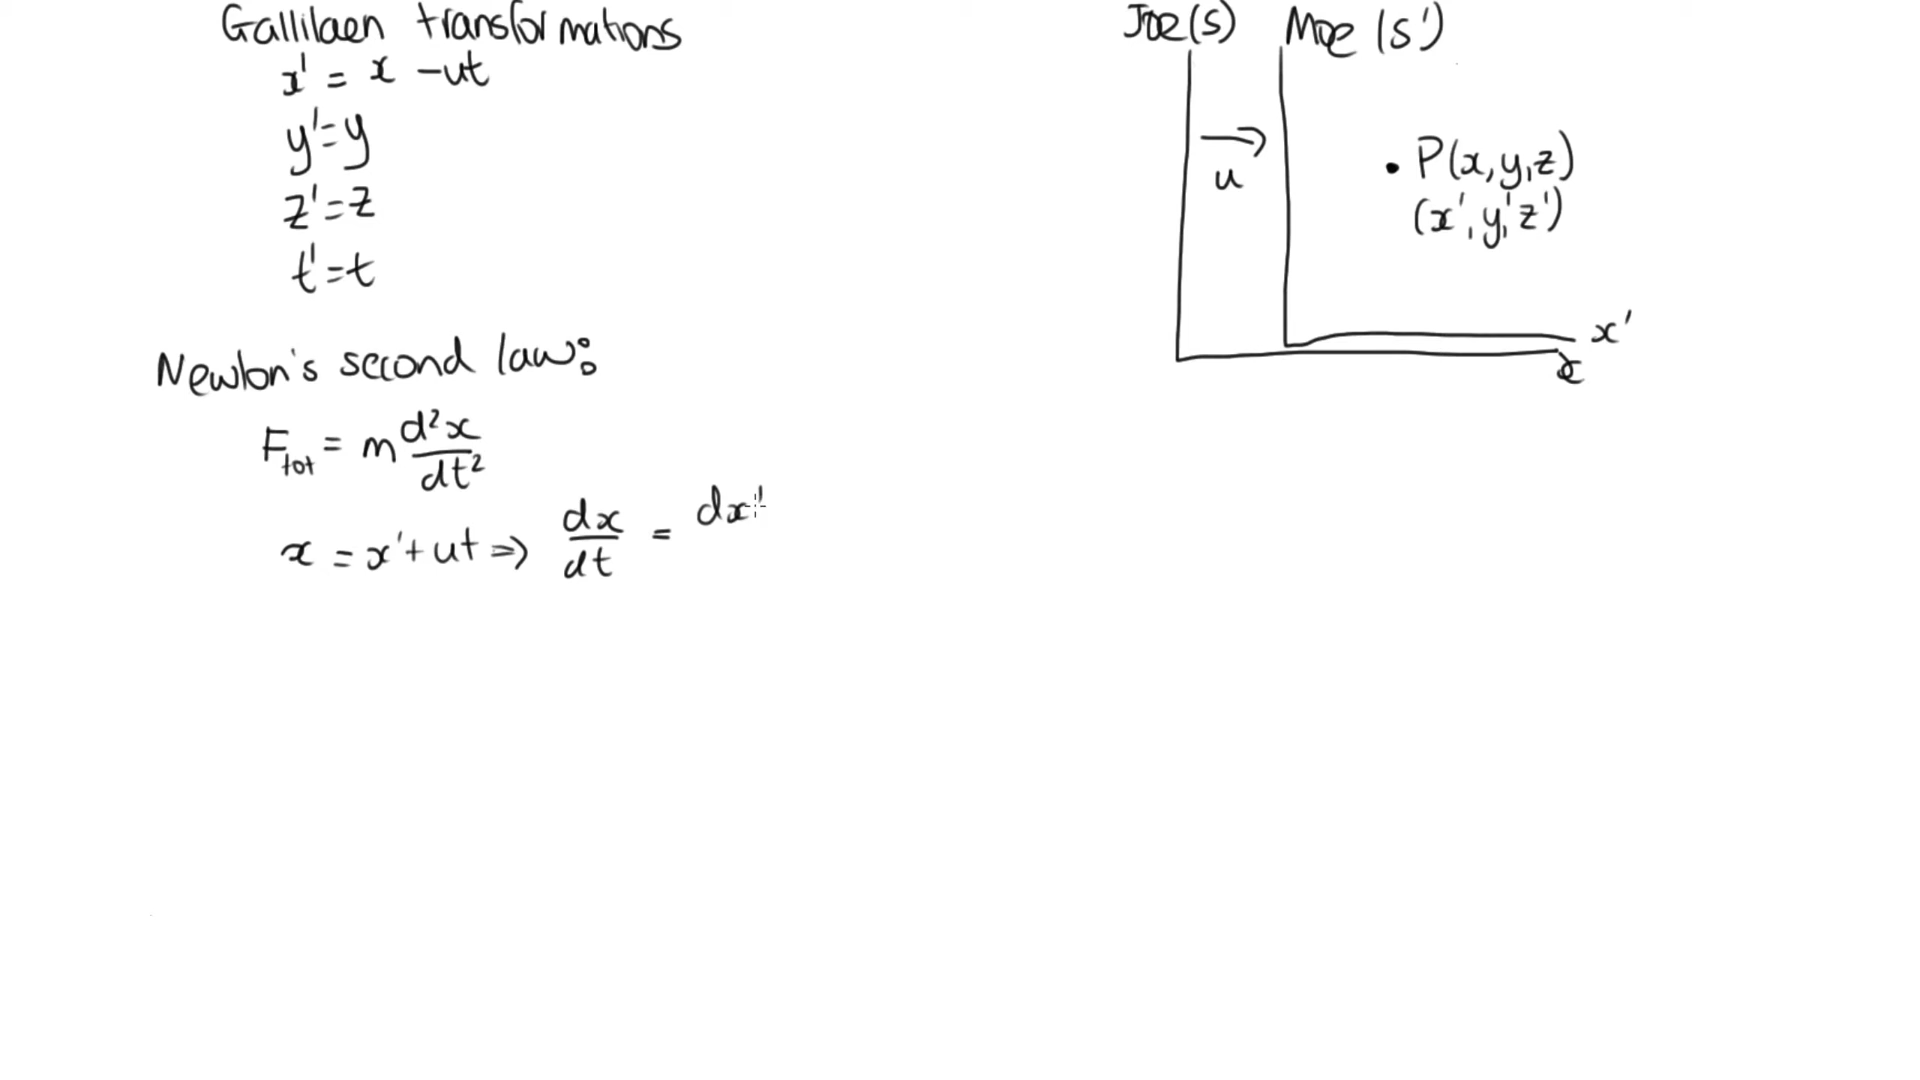 Gallilaen transformations
x' = x - ut
y' = y
z' = z
t' = t
Newton's second law:
F_tot = m d²x/dt²
x = x' + ut ⇒ dx/dt = dx'
Joe(S) Moe (S')
u
P(x,y,z)
(x',y',z')
x'
x